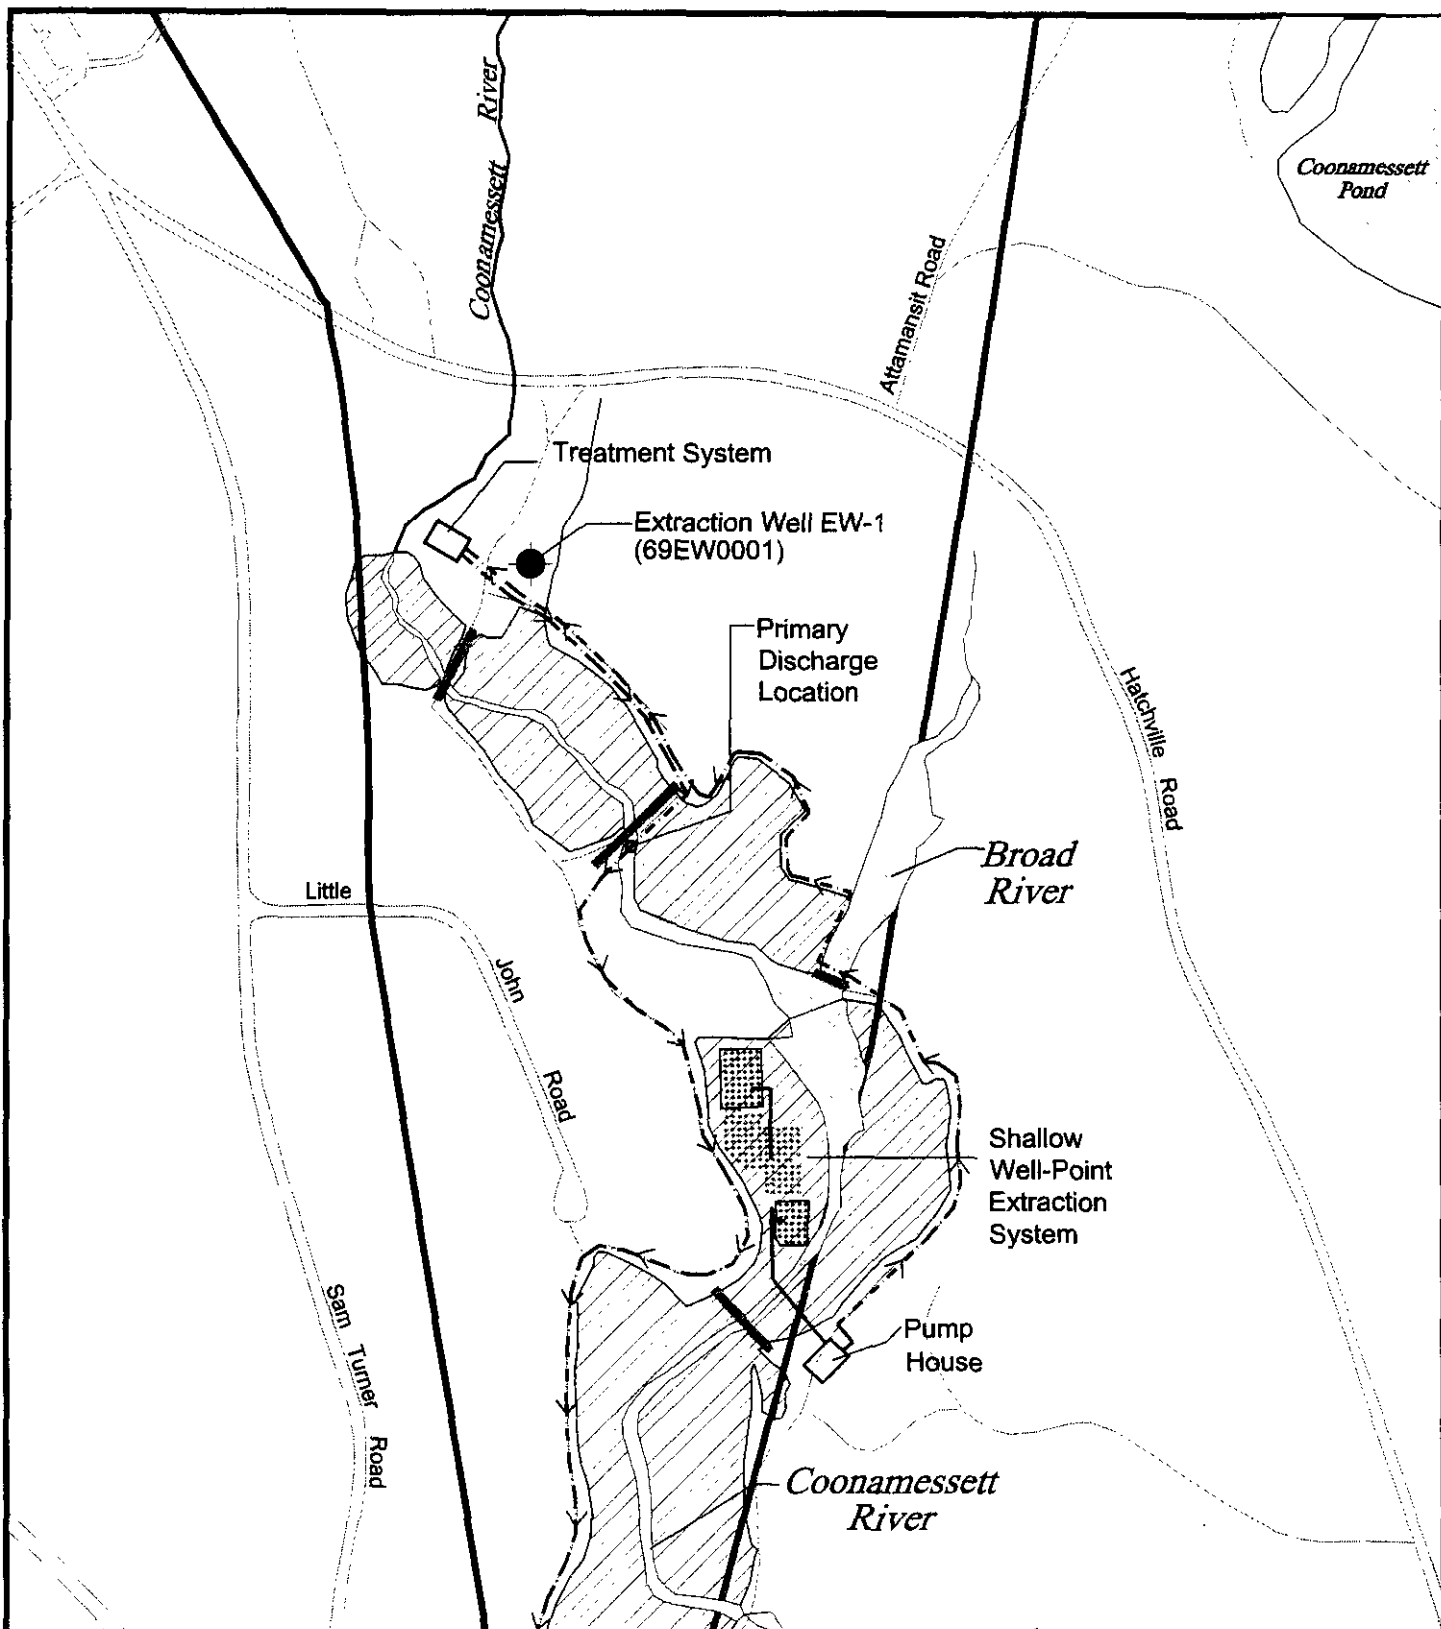 Coonamessett River
Coonamessett
Pond
Attamansit Road
Treatment System
Extraction Well EW-1
(69EW0001)
Primary
Discharge
Location
Hatchville Road
Broad
River
Little John Road
Shallow
Well-Point
Extraction
System
Sam Turner Road
Pump
House
Coonamessett
River